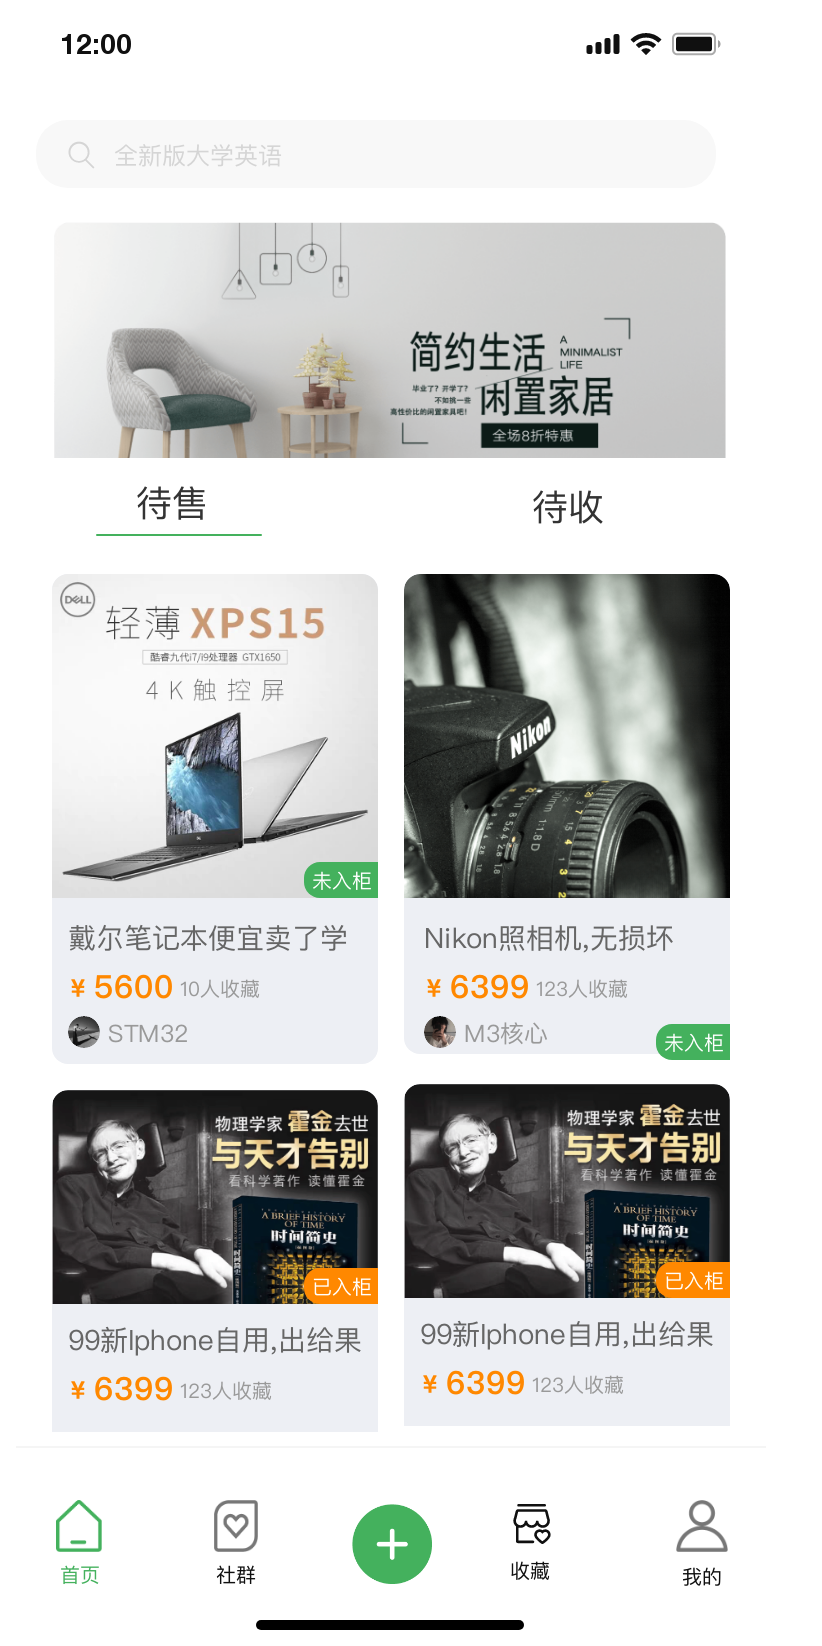 12:00
全新版大学英语
简约生活
A
MINIMALIST
LIFE
毕业了？开学了？
不如挑一些
高性价比的闲置家具吧！
闲置家居
全场8折特惠
待售
待收
DELL
轻薄 XPS15
酷睿九代i7/i9处理器 GTX1650
4K触控屏
未入柜
戴尔笔记本便宜卖了学
¥ 5600 10人收藏
STM32
Nikon
50mm 1:1.8 D
Nikon照相机,无损坏
¥ 6399 123人收藏
M3核心
未入柜
物理学家 霍金去世
与天才告别
看科学著作 读懂霍金
A BRIEF HISTORY
OF TIME
时间简史
已入柜
99新Iphone自用,出给果
¥ 6399 123人收藏
物理学家 霍金去世
与天才告别
看科学著作 读懂霍金
A BRIEF HISTORY
OF TIME
时间简史
已入柜
99新Iphone自用,出给果
¥ 6399 123人收藏
首页
社群
收藏
我的